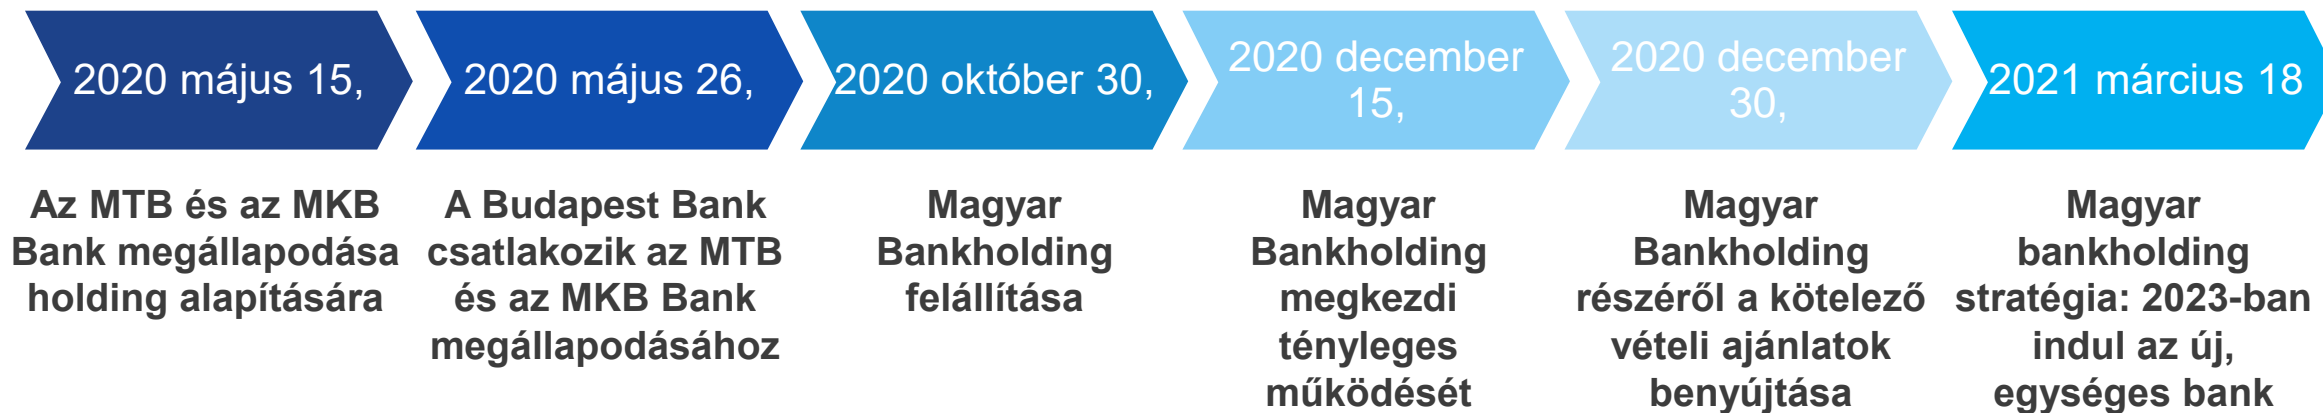 2020 május 15,
Az MTB és az MKB
Bank megállapodása
holding alapítására
2020 május 26,
A Budapest Bank
csatlakozik az MTB
és az MKB Bank
megállapodásához
2020 október 30,
Magyar
Bankholding
felállítása
2020 december
15,
Magyar
Bankholding
megkezdi
tényleges
működését
2020 december
30,
Magyar
Bankholding
részéről a kötelező
vételi ajánlatok
benyújtása
2021 március 18
Magyar
bankholding
stratégia: 2023-ban
indul az új,
egységes bank